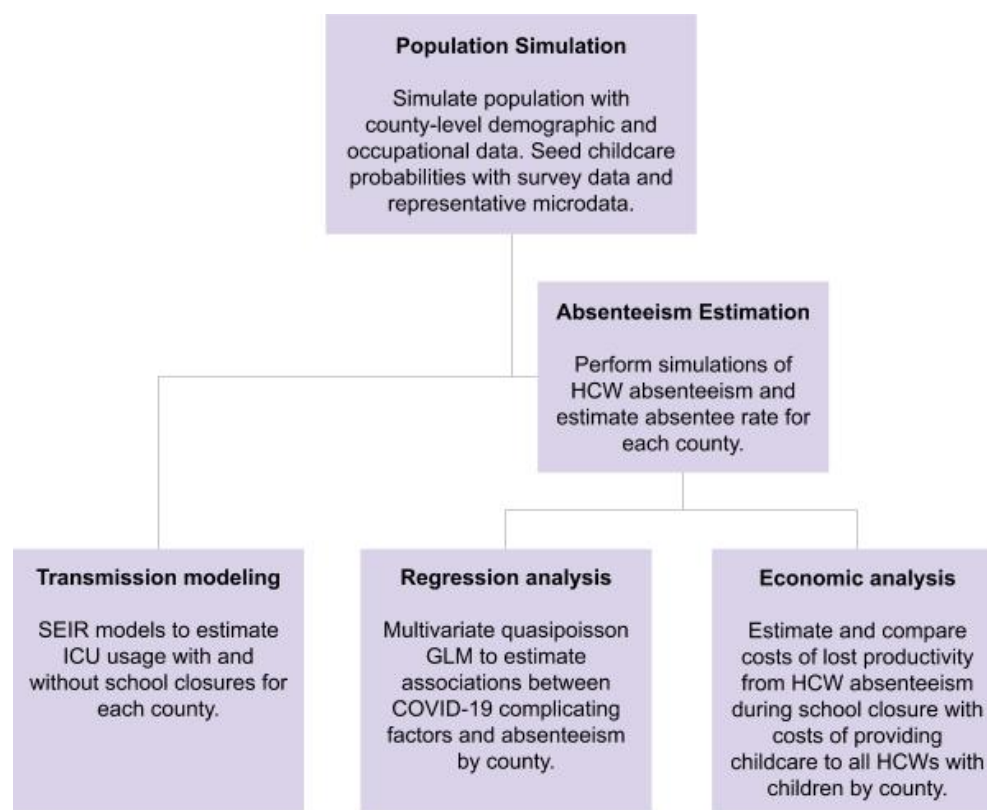 Population Simulation
Simulate population with
county-level demographic and
occupational data. Seed childcare
probabilities with survey data and
representative microdata.
Absenteeism Estimation
Perform simulations of
HCW absenteeism and
estimate absentee rate for
each county.
Transmission modeling
SEIR models to estimate
ICU usage with and
without school closures for
each county.
Regression analysis
Multivariate quasipoisson
GLM to estimate
associations between
COVID-19 complicating
factors and absenteeism
by county.
Economic analysis
Estimate and compare
costs of lost productivity
from HCW absenteeism
during school closure with
costs of providing
childcare to all HCWs with
children by county.